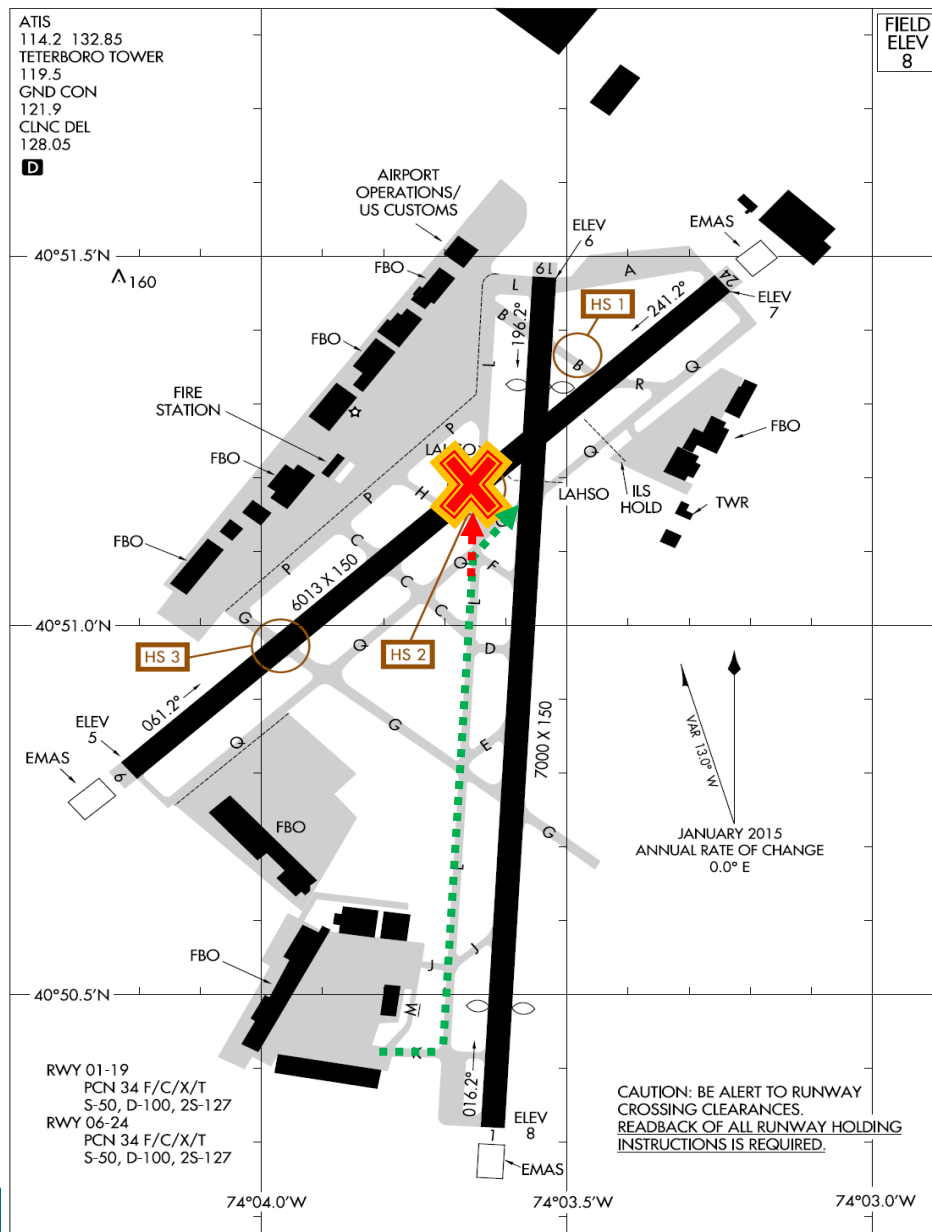 ATIS
114.2 132.85
TETERBORO TOWER
119.5
GND CON
121.9
CLNC DEL
128.05
D
FIELD
ELEV
8
AIRPORT
OPERATIONS/
US CUSTOMS
ELEV
6
EMAS
40°51.5'N
160
FBO
19
L
A
24
ELEV
7
HS 1
B
196.2°
241.2°
FBO
L
B
R
Q
FIRE
STATION
P
FBO
LAHSO
Q
FBO
LAHSO
ILS
HOLD
TWR
P
H
FBO
C
Q
F
P
6013 X 150
C
L
C
40°51.0'N
G
Q
D
HS 3
HS 2
061.2°
G
E
7000 X 150
VAR 13.0° W
ELEV
5
Q
EMAS
6
G
JANUARY 2015
ANNUAL RATE OF CHANGE
0.0° E
FBO
L
FBO
J
J
40°50.5'N
M
K
016.2°
RWY 01-19
PCN 34 F/C/X/T
S-50, D-100, 2S-127
RWY 06-24
PCN 34 F/C/X/T
S-50, D-100, 2S-127
ELEV
8
1
EMAS
CAUTION: BE ALERT TO RUNWAY
CROSSING CLEARANCES.
READBACK OF ALL RUNWAY HOLDING
INSTRUCTIONS IS REQUIRED.
74°04.0'W
74°03.5'W
74°03.0'W